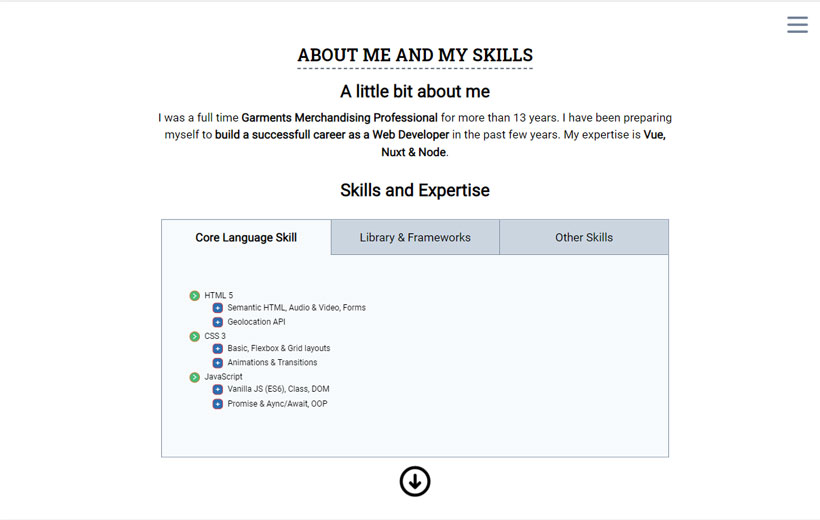 ABOUT ME AND MY SKILLS
A little bit about me
I was a full time Garments Merchandising Professional for more than 13 years. I have been preparing
myself to build a successfull career as a Web Developer in the past few years. My expertise is Vue,
Nuxt & Node.
Skills and Expertise
Core Language Skill
Library & Frameworks
Other Skills
HTML 5
Semantic HTML, Audio & Video, Forms
Geolocation API
CSS 3
Basic, Flexbox & Grid layouts
Animations & Transitions
JavaScript
Vanilla JS (ES6), Class, DOM
Promise & Aync/Await, OOP